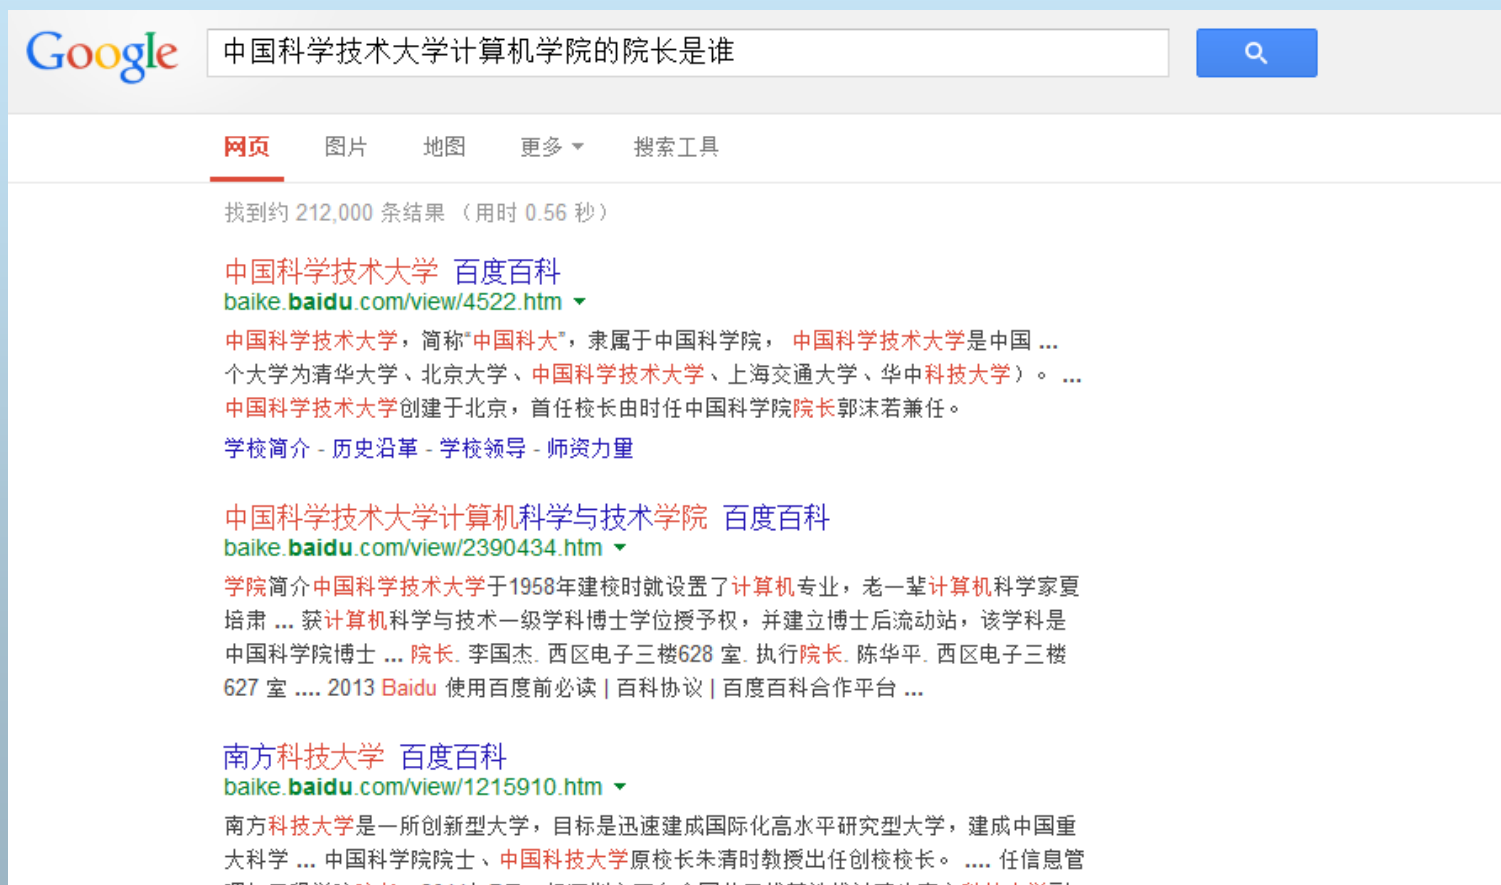 Google
中国科学技术大学计算机学院的院长是谁
网页 图片 地图 更多 搜索工具
找到约 212,000 条结果 （用时 0.56 秒）
中国科学技术大学 百度百科
baike.baidu.com/view/4522.htm
中国科学技术大学，简称“中国科大”，隶属于中国科学院， 中国科学技术大学是中国 ...
个大学为清华大学、北京大学、中国科学技术大学、上海交通大学、华中科技大学）。 ...
中国科学技术大学创建于北京，首任校长由时任中国科学院院长郭沫若兼任。
学校简介 - 历史沿革 - 学校领导 - 师资力量
中国科学技术大学计算机科学与技术学院 百度百科
baike.baidu.com/view/2390434.htm
学院简介中国科学技术大学于1958年建校时就设置了计算机专业，老一辈计算机科学家夏
培肃 ... 获计算机科学与技术一级学科博士学位授予权，并建立博士后流动站，该学科是
中国科学院博士 ... 院长. 李国杰. 西区电子三楼628 室. 执行院长. 陈华平. 西区电子三楼
627 室 .... 2013 Baidu 使用百度前必读 | 百科协议 | 百度百科合作平台 ...
南方科技大学 百度百科
baike.baidu.com/view/1215910.htm
南方科技大学是一所创新型大学，目标是迅速建成国际化高水平研究型大学，建成中国重
大科学 ... 中国科学院院士、中国科技大学原校长朱清时教授出任创校校长。 .... 任信息管